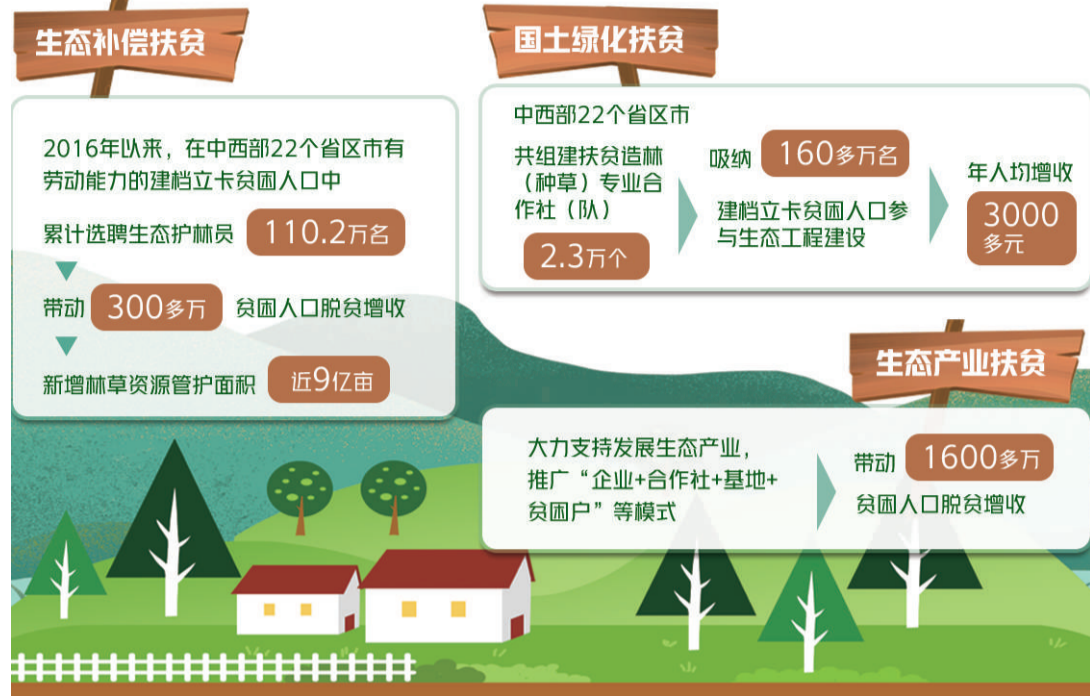 生态补偿扶贫
2016年以来，在中西部22个省区市有
劳动能力的建档立卡贫困人口中
累计选聘生态护林员 110.2万名
带动 300多万 贫困人口脱贫增收
新增林草资源管护面积 近9亿亩
国土绿化扶贫
中西部22个省区市
共组建扶贫造林
（种草）专业合
作社（队）
2.3万个
吸纳 160多万名
建档立卡贫困人口参
与生态工程建设
年人均增收
3000
多元
生态产业扶贫
大力支持发展生态产业，
推广“企业+合作社+基地+
贫困户”等模式
带动 1600多万
贫困人口脱贫增收